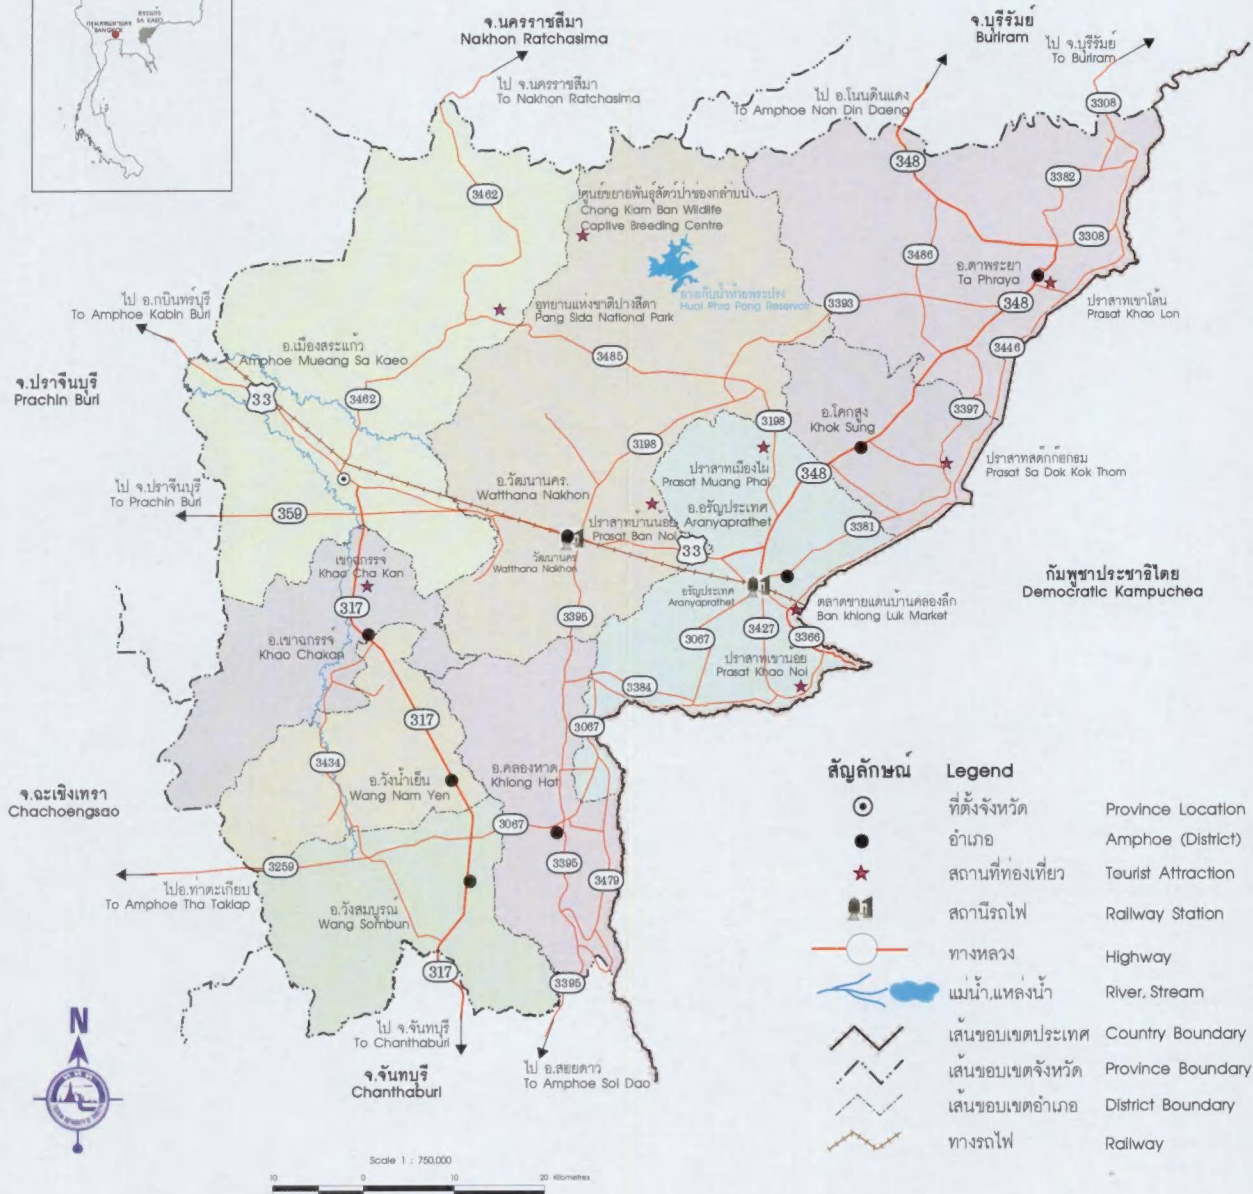 สระแก้ว
SA KAEO
กรุงเทพมหานคร
BANGKOK
จ.นครราชสีมา
Nakhon Ratchasima
จ.บุรีรัมย์
Buriram
ไป จ.บุรีรัมย์
To Buriram
ไป จ.นครราชสีมา
To Nakhon Ratchasima
ไป อ.โนนดินแดง
To Amphoe Non Din Daeng
3308
348
3382
3462
ศูนย์ขยายพันธุ์สัตว์ป่าช่องกล่ำบน
Chong Klam Ban Wildlife
Captive Breeding Centre
3308
3486
อ.ตาพระยา
Ta Phraya
ไป อ.กบินทร์บุรี
To Amphoe Kabin Buri
อุทยานแห่งชาติปางสีดา
Pang Sida National Park
อ่างเก็บน้ำห้วยพระปรง
Huai Phra Pong Reservoir
3393
348
ปราสาทเขาโล้น
Prasat Khao Lon
อ.เมืองสระแก้ว
Amphoe Mueang Sa Kaeo
3485
3446
จ.ปราจีนบุรี
Prachin Buri
33
3462
3198
3198
อ.โคกสูง
Khok Sung
3397
ปราสาทเมืองไผ่
Prasat Muang Phai
348
ปราสาทสด๊กก๊อกธม
Prasat Sa Dok Kok Thom
ไป จ.ปราจีนบุรี
To Prachin Buri
อ.วัฒนานคร.
Watthana Nakhon
อ.อรัญประเทศ
Aranyaprathet
359
ปราสาทบ้านน้อย
Prasat Ban Noi
3381
33
3
เขาฉกรรจ์
Khao Cha Kan
วัฒนานคร
Watthana Nakhon
กัมพูชาประชาธิไตย
Democratic Kampuchea
อรัญประเทศ
Aranyaprathet
ตลาดชายแดนบ้านคลองลึก
Ban khlong Luk Market
317
3395
3067
3427
3366
อ.เขาฉกรรจ์
Khao Chakan
ปราสาทเขาน้อย
Prasat Khao Noi
3384
317
3067
3434
อ.วังน้ำเย็น
Wang Nam Yen
อ.คลองหาด
Khlong Hat
จ.ฉะเชิงเทรา
Chachoengsao
3067
3259
3395
3479
ไปอ.ท่าตะเกียบ
To Amphoe Tha Takiap
อ.วังสมบูรณ์
Wang Sombun
317
3395
ไป จ.จันทบุรี
To Chanthaburi
ไป อ.สอยดาว
To Amphoe Soi Dao
จ.จันทบุรี
Chanthaburi
สัญลักษณ์ Legend
ที่ตั้งจังหวัด Province Location
อำเภอ Amphoe (District)
สถานที่ท่องเที่ยว Tourist Attraction
สถานีรถไฟ Railway Station
ทางหลวง Highway
แม่น้ำ,แหล่งน้ำ River, Stream
เส้นขอบเขตประเทศ Country Boundary
เส้นขอบเขตจังหวัด Province Boundary
เส้นขอบเขตอำเภอ District Boundary
ทางรถไฟ Railway
N
Scale 1 : 750,000
10 0 10 20 Kilometres